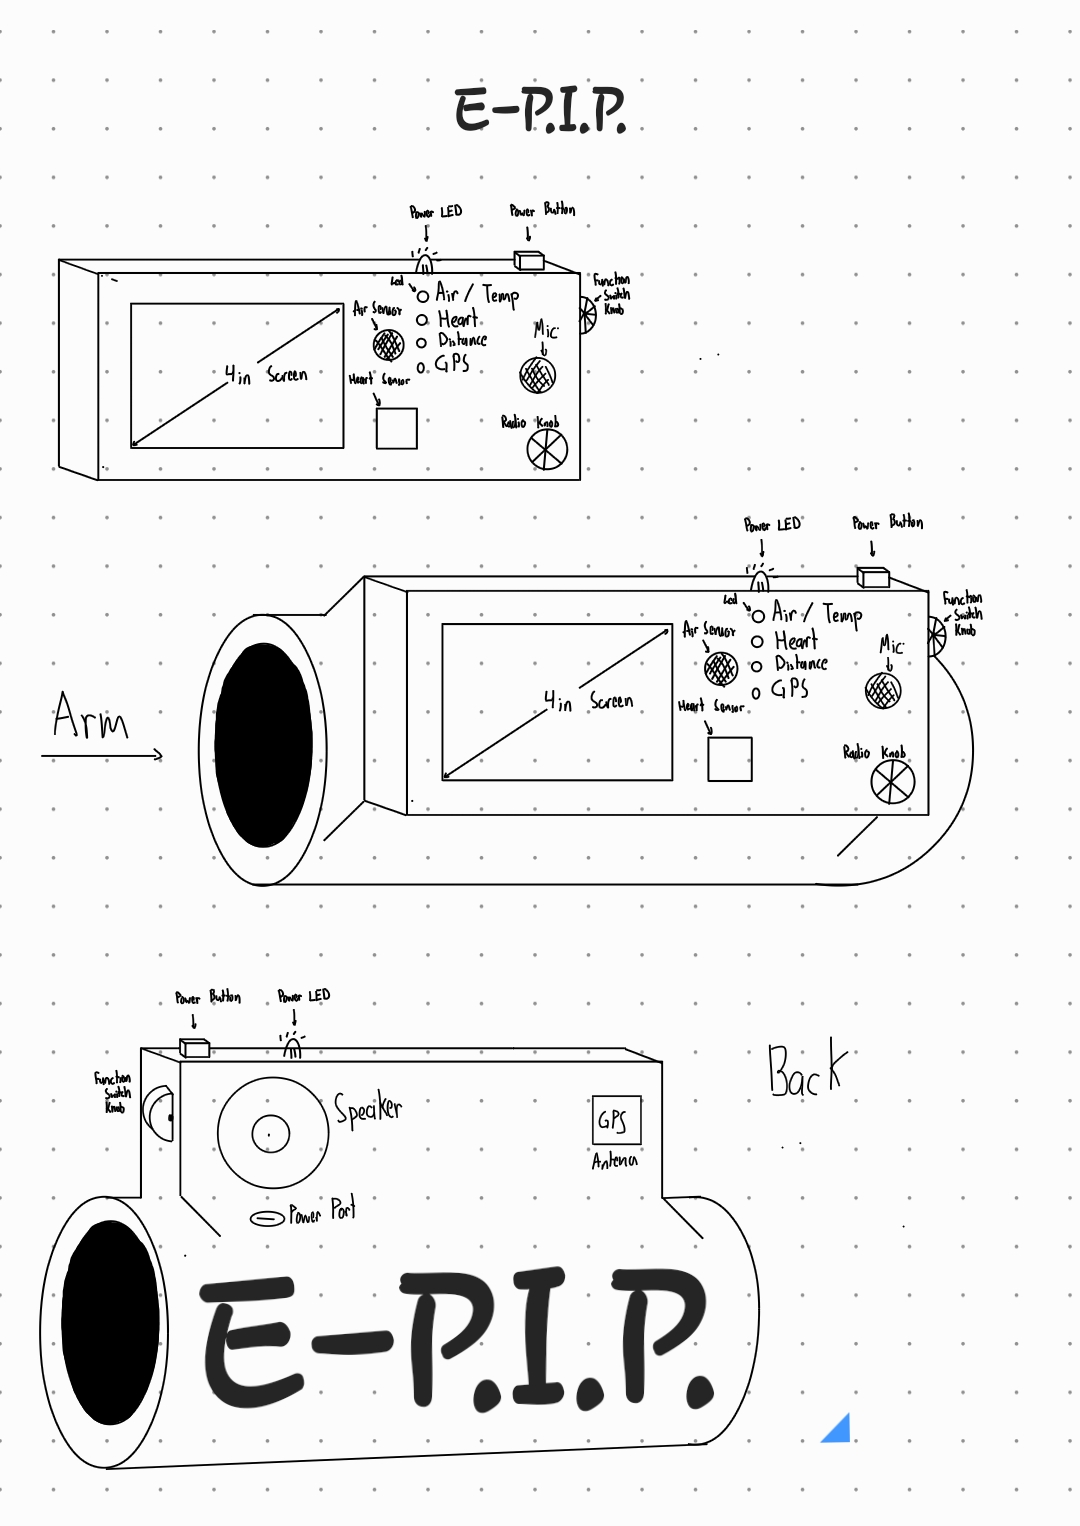 E-P.I.P.
Power LED
Power Button
Led
Air / Temp
Heart
Distance
GPS
Air Sensor
Heart Sensor
4in Screen
Mic
Radio Knob
Function
Switch
Knob
Power LED
Power Button
Led
Air / Temp
Heart
Distance
GPS
Air Sensor
Heart Sensor
4in Screen
Mic
Radio Knob
Function
Switch
Knob
Arm
Power Button
Power LED
Function
Switch
Knob
Speaker
GPS
Antena
Power Port
Back
E-P.I.P.